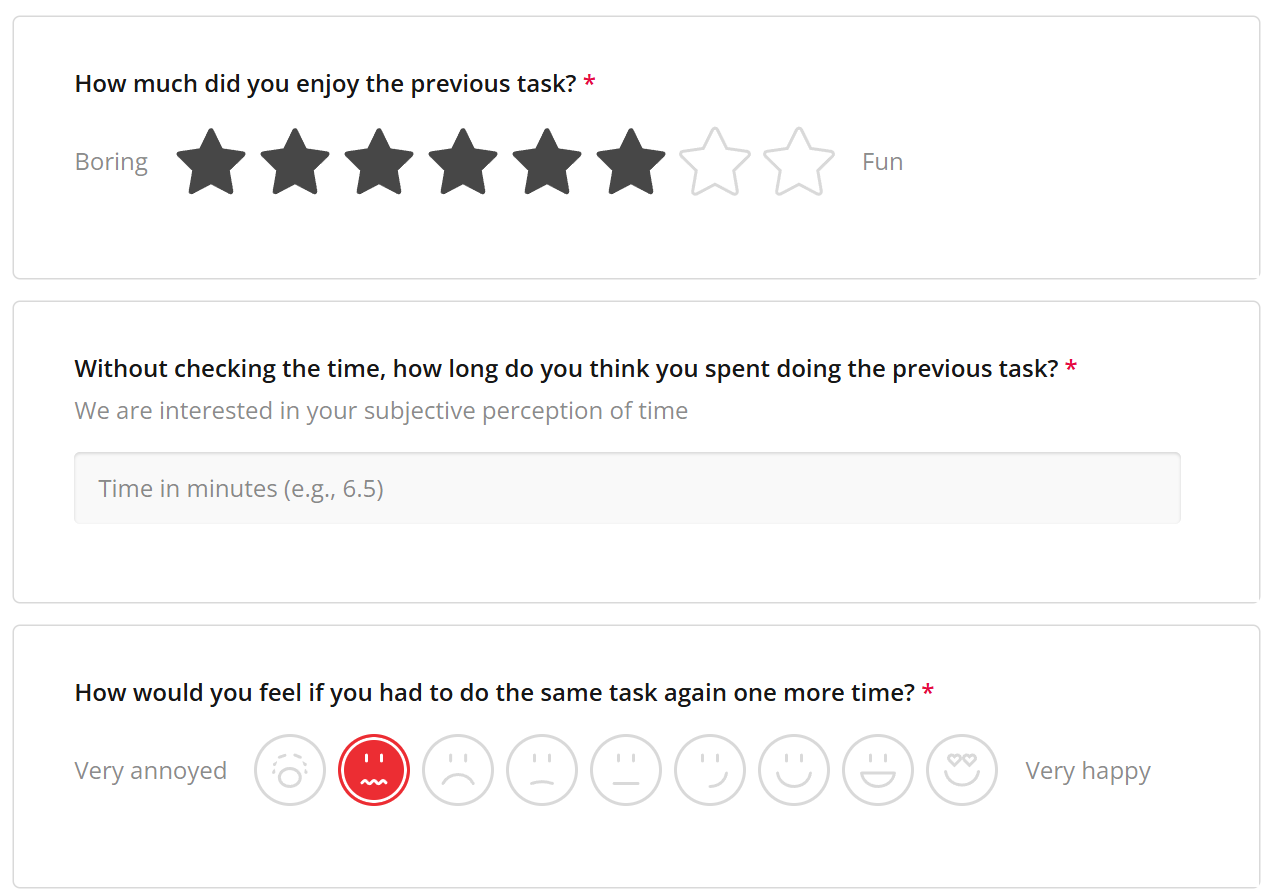 How much did you enjoy the previous task? *
Boring Fun
Without checking the time, how long do you think you spent doing the previous task? *
We are interested in your subjective perception of time
Time in minutes (e.g., 6.5)
How would you feel if you had to do the same task again one more time? *
Very annoyed Very happy